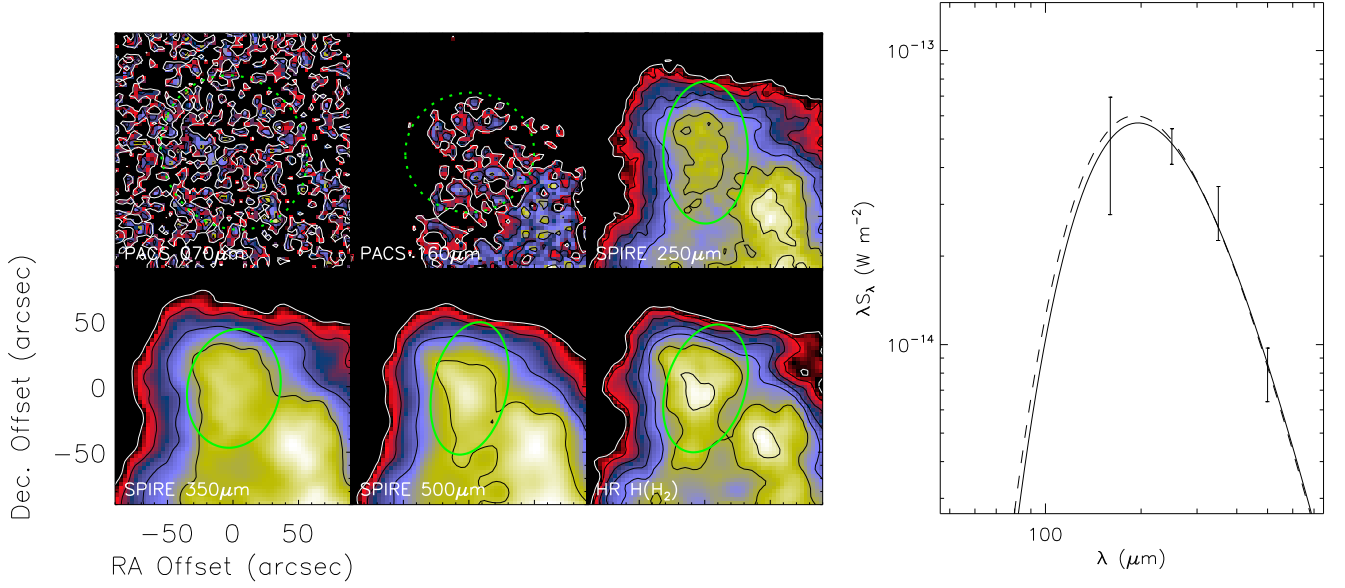 PACS 070μm
PACS 160μm
SPIRE 250μm
SPIRE 350μm
SPIRE 500μm
HR H(H₂)
Dec. Offset (arcsec)
50
0
−50
−50 0 50
RA Offset (arcsec)
10⁻¹³
10⁻¹⁴
λS_λ (W m⁻²)
100
λ (μm)